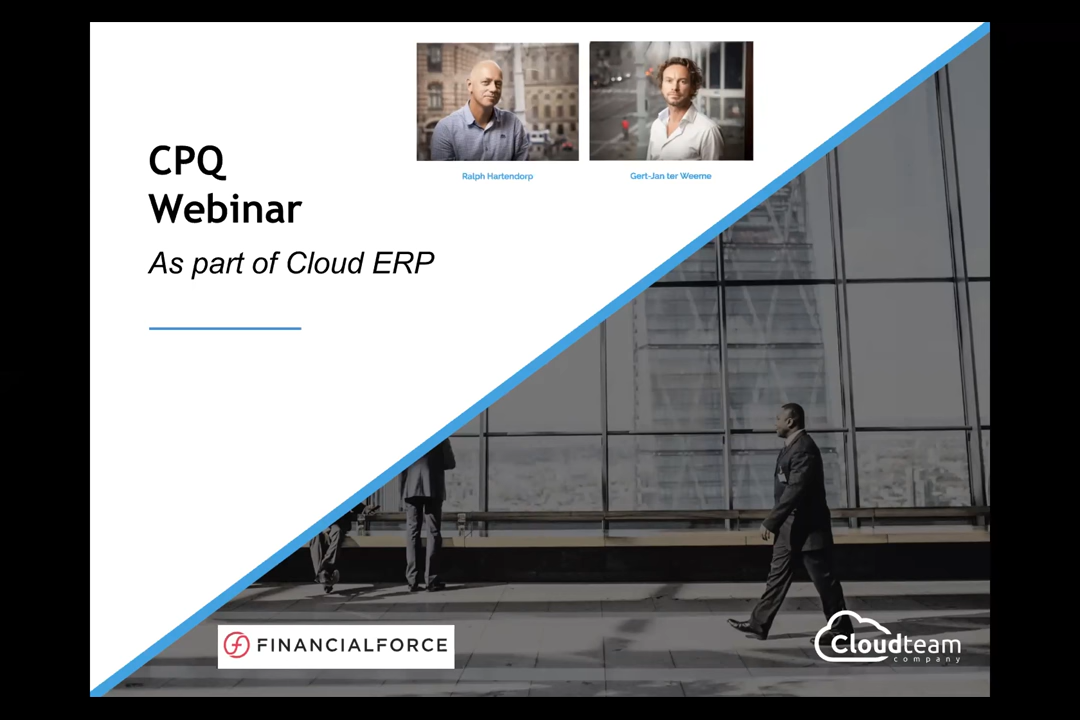 Ralph Hartendorp
Gert-Jan ter Weeme
CPQ
Webinar
As part of Cloud ERP
FINANCIALFORCE
Cloudteam
company